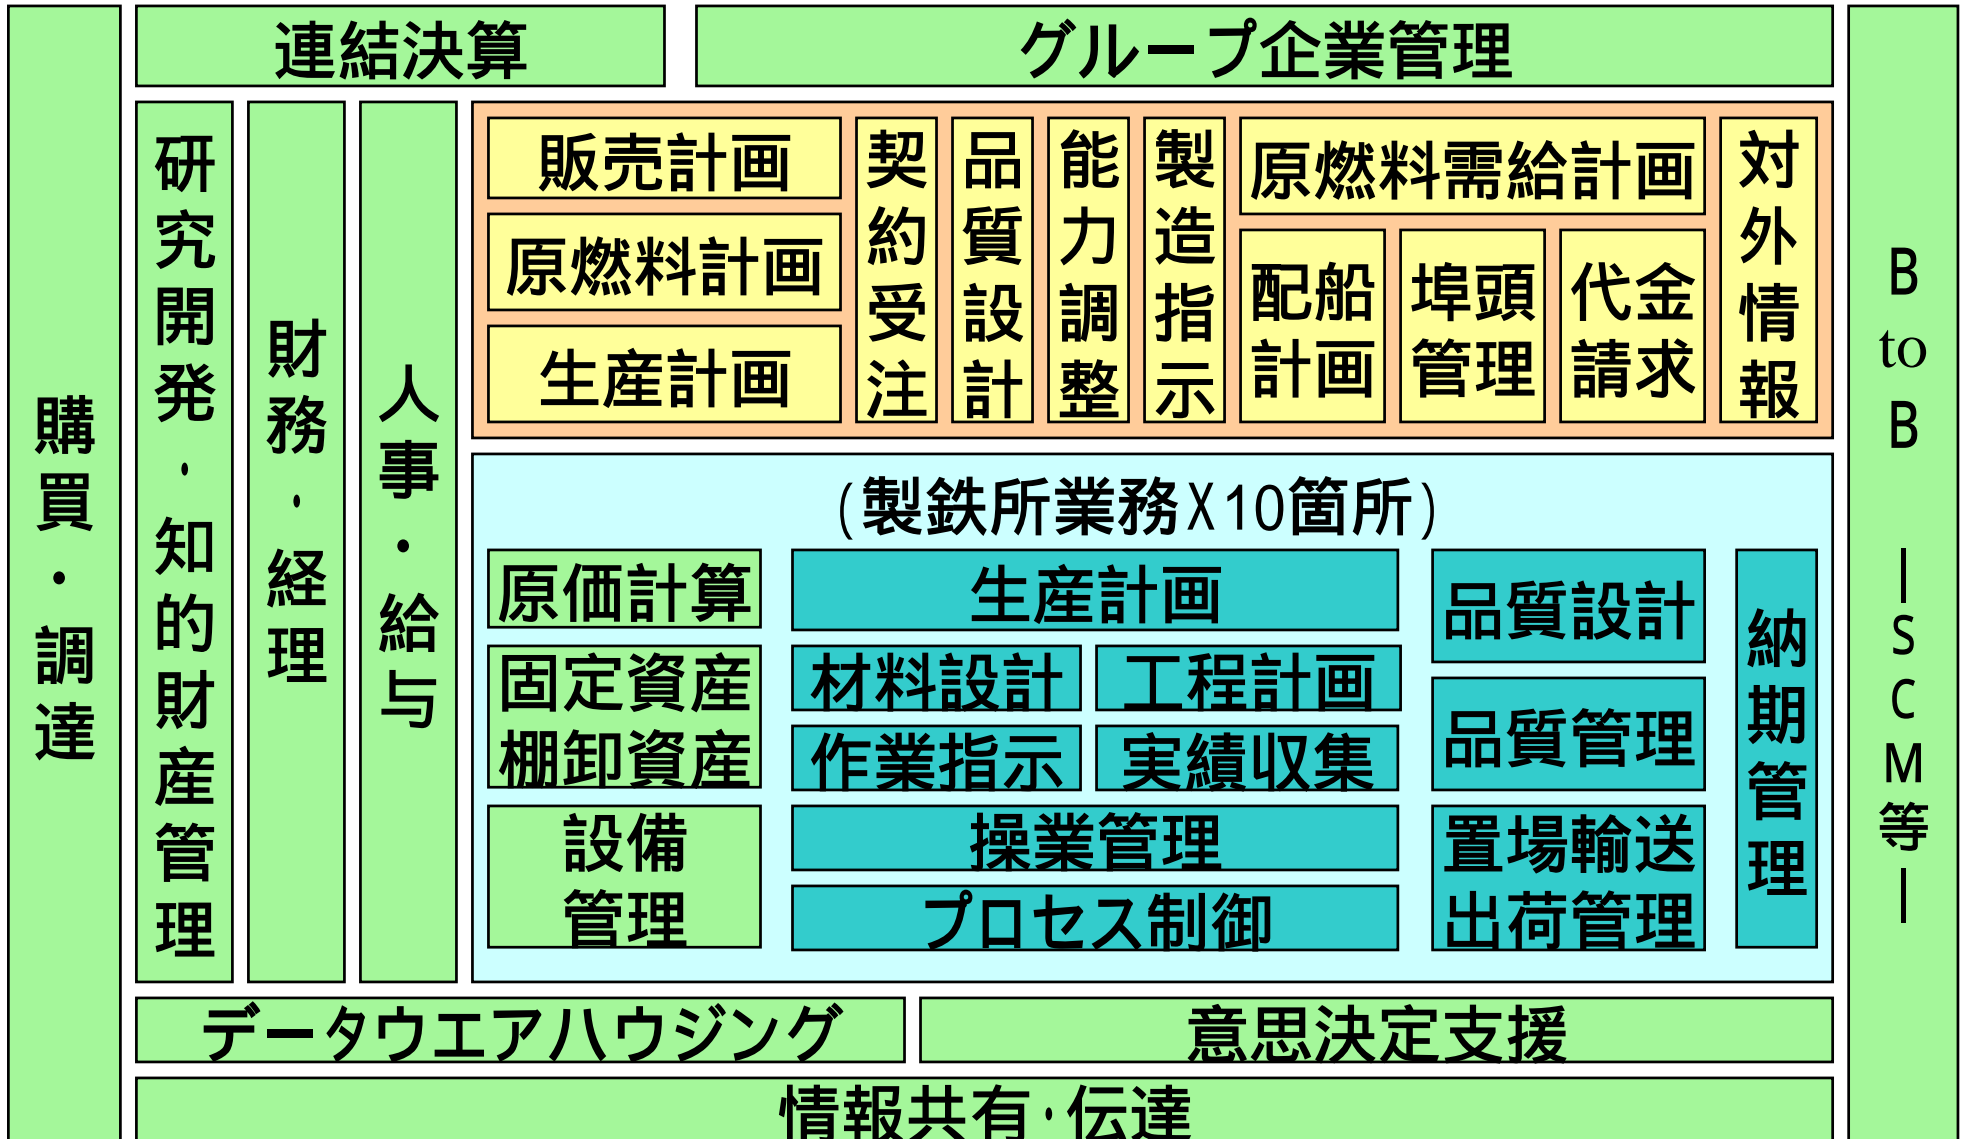 連結決算
グループ企業管理
購買・調達
研究開発・知的財産管理
財務・経理
人事・給与
販売計画
原燃料計画
生産計画
契約受注
品質設計
能力調整
製造指示
原燃料需給計画
配船
計画
埠頭
管理
代金
請求
対外情報
B
to
B
ーSCM等ー
(製鉄所業務X10箇所)
原価計算
固定資産
棚卸資産
設備
管理
生産計画
材料設計
工程計画
作業指示
実績収集
操業管理
プロセス制御
品質設計
品質管理
置場輸送
出荷管理
納期管理
データウエアハウジング
意思決定支援
情報共有・伝達